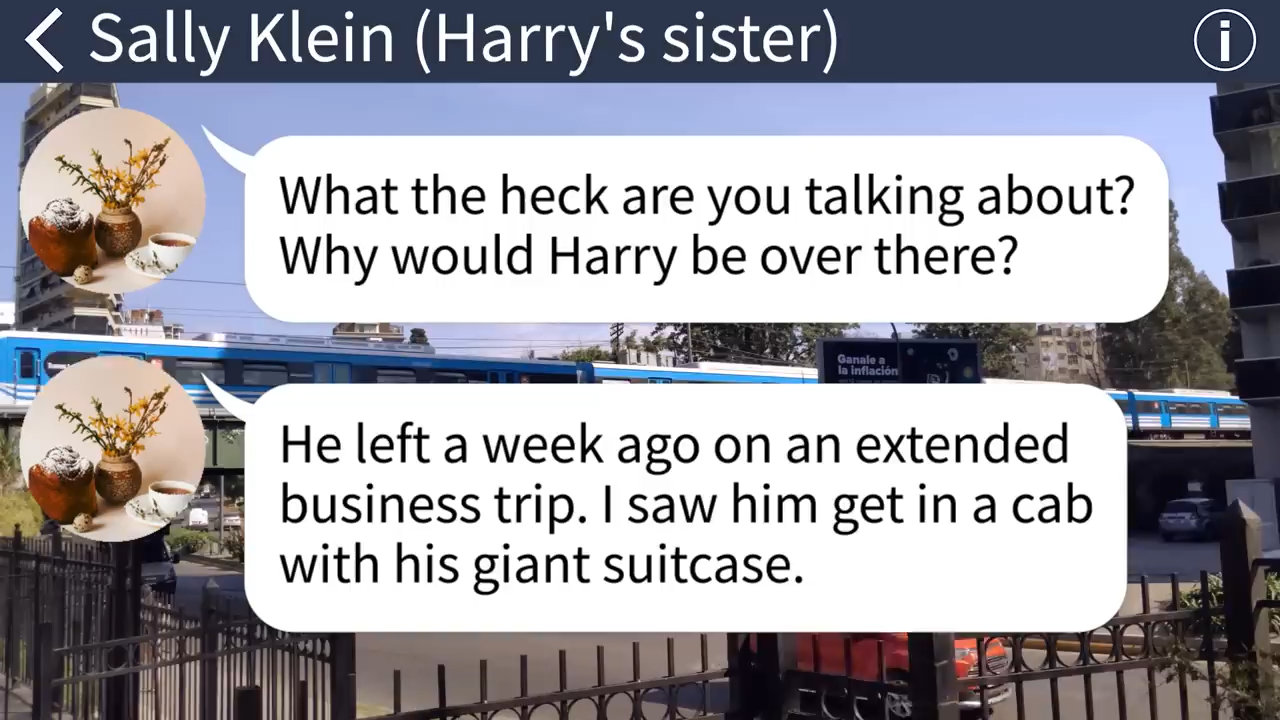 Sally Klein (Harry's sister)
What the heck are you talking about?
Why would Harry be over there?
Ganale a
la inflación
He left a week ago on an extended
business trip. I saw him get in a cab
with his giant suitcase.